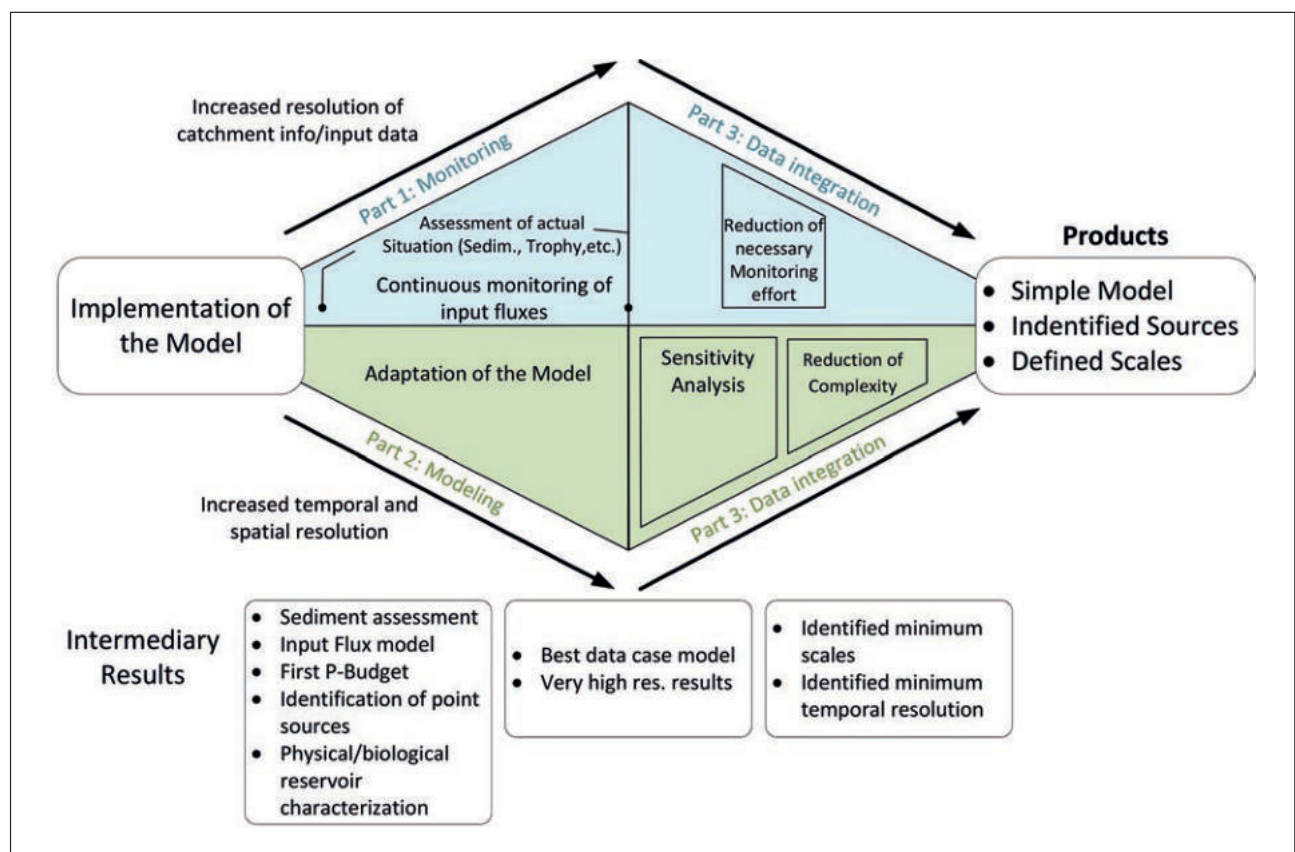 Increased resolution of
catchment info/input data
Part 1: Monitoring
Part 3: Data integration
Assessment of actual
Situation (Sedim., Trophy,etc.)
Continuous monitoring of
input fluxes
Reduction of
necessary
Monitoring
effort
Implementation of
the Model
Products
• Simple Model
• Indentified Sources
• Defined Scales
Adaptation of the Model
Sensitivity
Analysis
Reduction of
Complexity
Part 2: Modeling
Part 3: Data integration
Increased temporal and
spatial resolution
Intermediary
Results
• Sediment assessment
• Input Flux model
• First P-Budget
• Identification of point
sources
• Physical/biological
reservoir
characterization
• Best data case model
• Very high res. results
• Identified minimum
scales
• Identified minimum
temporal resolution